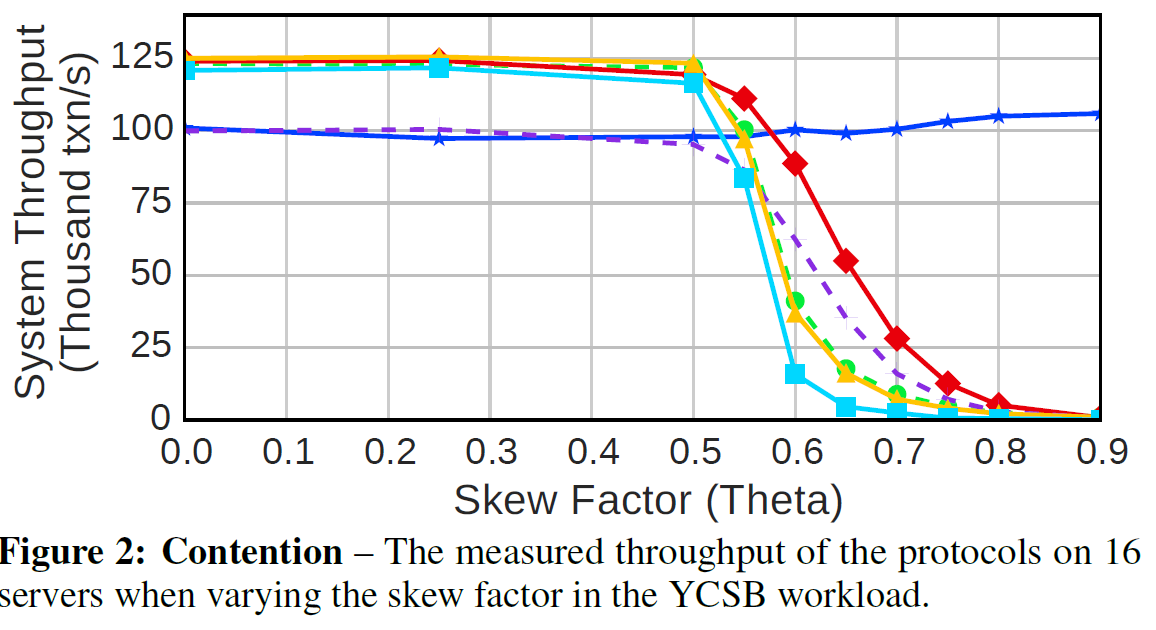 System Throughput
(Thousand txn/s)
125
100
75
50
25
0
0.0 0.1 0.2 0.3 0.4 0.5 0.6 0.7 0.8 0.9
Skew Factor (Theta)
Figure 2: Contention – The measured throughput of the protocols on 16
servers when varying the skew factor in the YCSB workload.